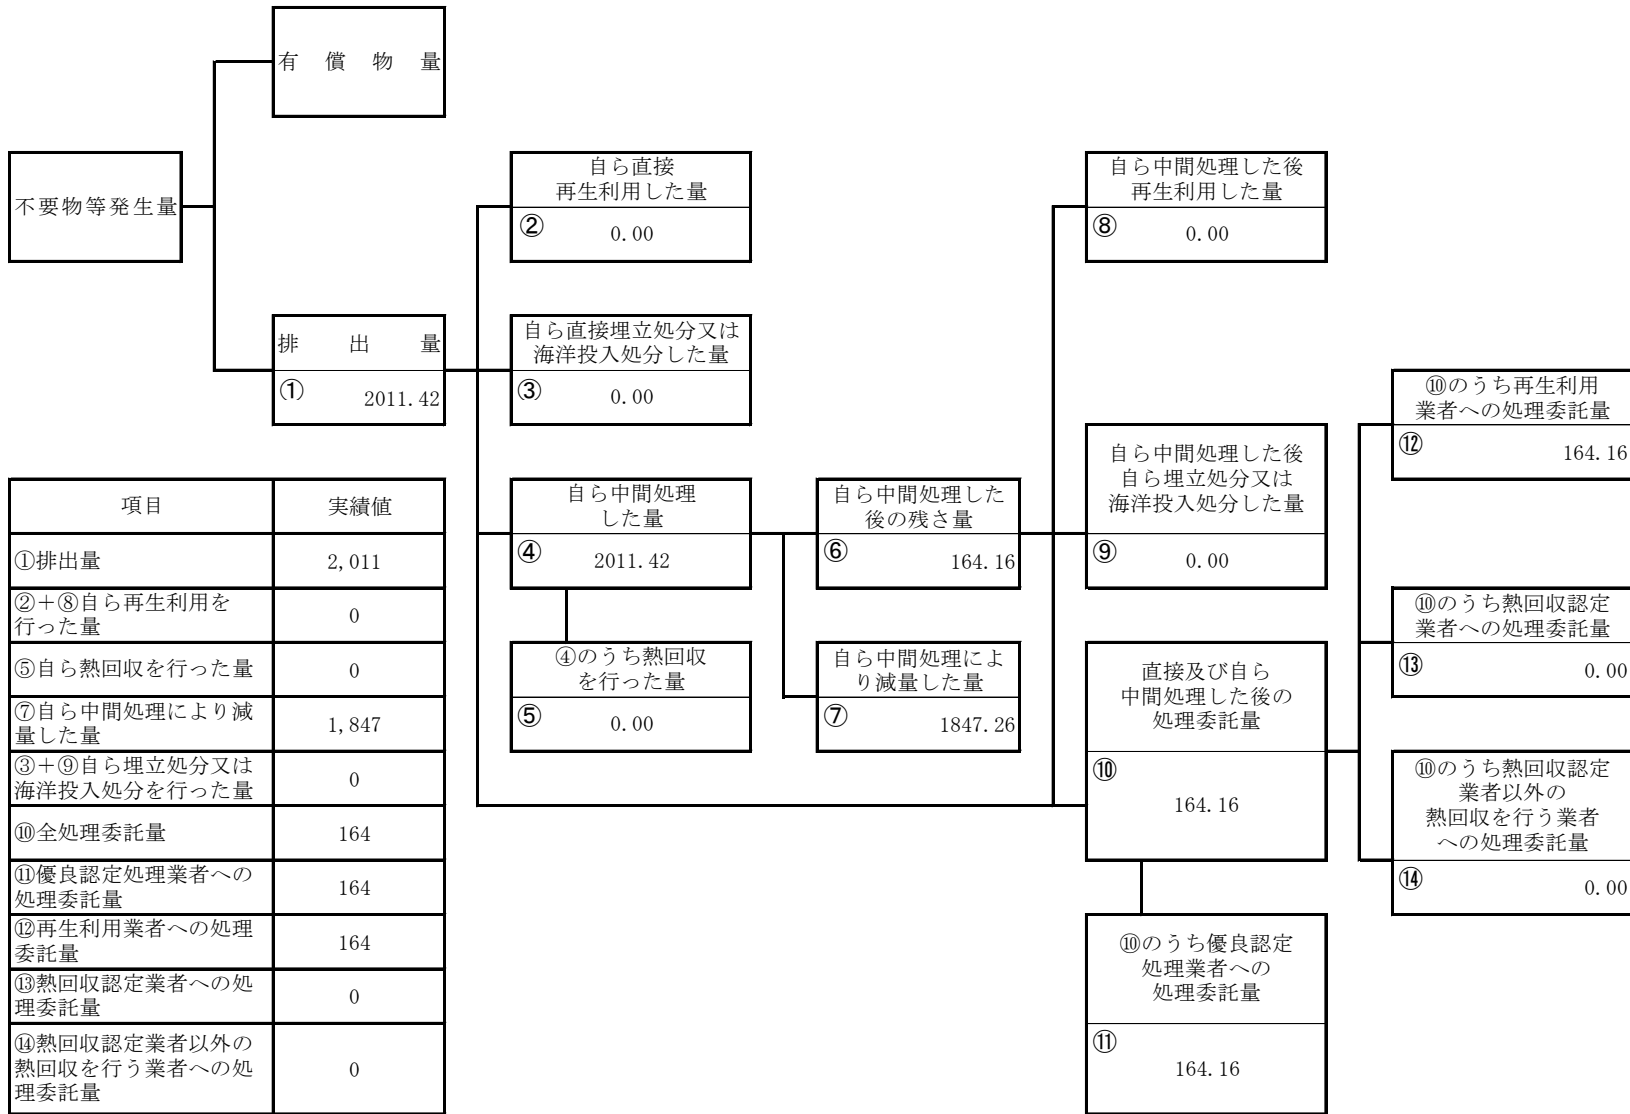 有償物量
不要物等発生量
排出量
① 2011.42
自ら直接
再生利用した量
② 0.00
自ら直接埋立処分又は
海洋投入処分した量
③ 0.00
自ら中間処理
した量
④ 2011.42
④のうち熱回収
を行った量
⑤ 0.00
自ら中間処理した
後の残さ量
⑥ 164.16
自ら中間処理によ
り減量した量
⑦ 1847.26
自ら中間処理した後
再生利用した量
⑧ 0.00
自ら中間処理した後
自ら埋立処分又は
海洋投入処分した量
⑨ 0.00
直接及び自ら
中間処理した後の
処理委託量
⑩
164.16
⑩のうち優良認定
処理業者への
処理委託量
⑪
164.16
⑩のうち再生利用
業者への処理委託量
⑫ 164.16
⑩のうち熱回収認定
業者への処理委託量
⑬ 0.00
⑩のうち熱回収認定
業者以外の
熱回収を行う業者
への処理委託量
⑭ 0.00
項目 実績値
①排出量 2,011
②+⑧自ら再生利用を
行った量 0
⑤自ら熱回収を行った量 0
⑦自ら中間処理により減
量した量 1,847
③+⑨自ら埋立処分又は
海洋投入処分を行った量 0
⑩全処理委託量 164
⑪優良認定処理業者への
処理委託量 164
⑫再生利用業者への処理
委託量 164
⑬熱回収認定業者への処
理委託量 0
⑭熱回収認定業者以外の
熱回収を行う業者への処
理委託量 0